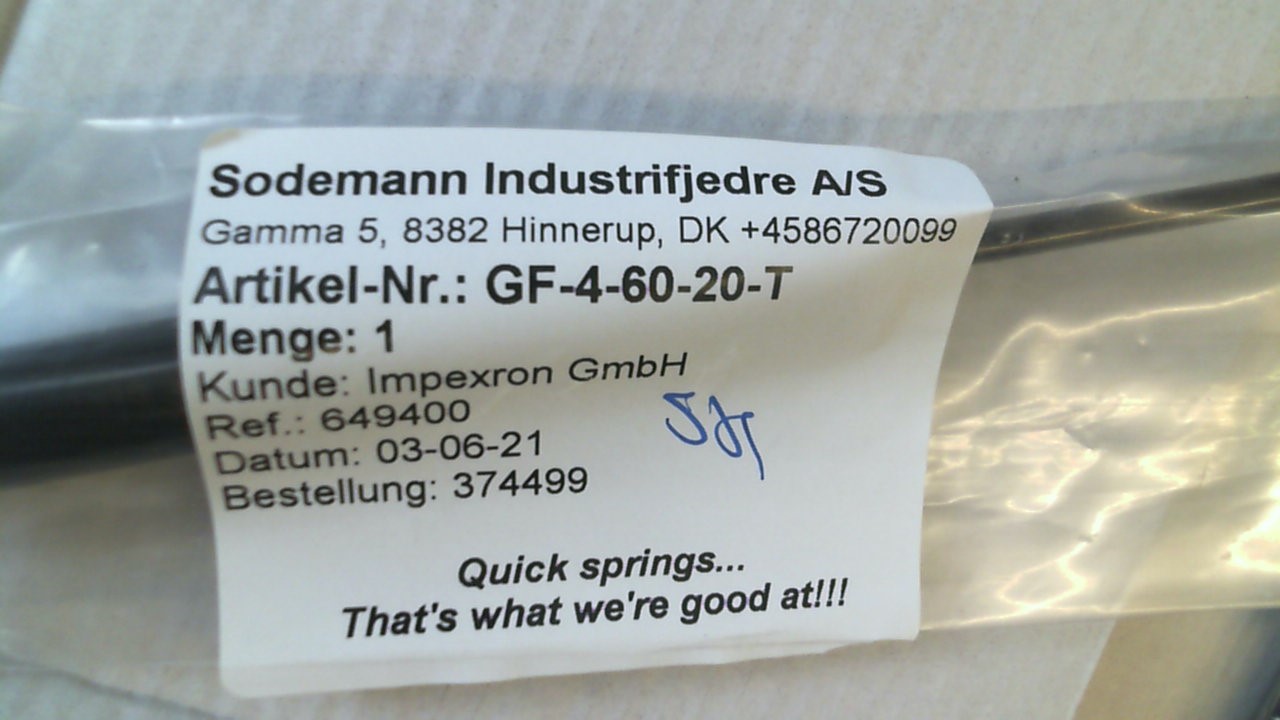 Sodemann Industrifjedre A/S
Gamma 5, 8382 Hinnerup, DK +4586720099
Artikel-Nr.: GF-4-60-20-T
Menge: 1
Kunde: Impexron GmbH
Ref.: 649400
Datum: 03-06-21
Bestellung: 374499
Quick springs...
That's what we're good at!!!